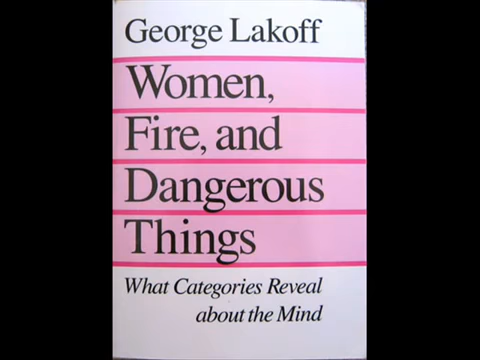 George Lakoff
Women,
Fire, and
Dangerous
Things
What Categories Reveal
about the Mind